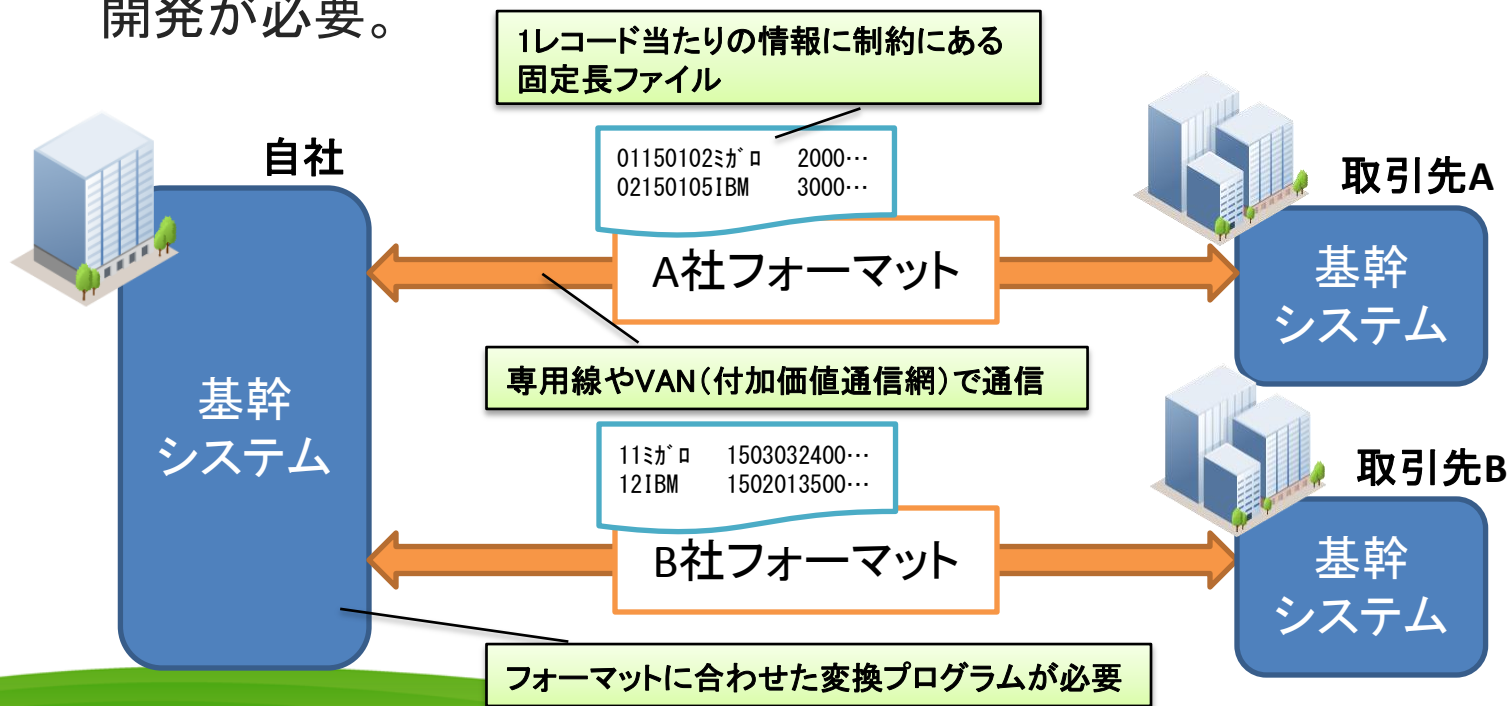 開発が必要。
1レコード当たりの情報に制約にある
固定長ファイル
自社
01150102ﾐｶﾞﾛ 2000…
02150105IBM 3000…
取引先A
A社フォーマット
基幹
システム
専用線やVAN(付加価値通信網)で通信
基幹
システム
11ﾐｶﾞﾛ 1503032400…
12IBM 1502013500…
取引先B
B社フォーマット
基幹
システム
フォーマットに合わせた変換プログラムが必要